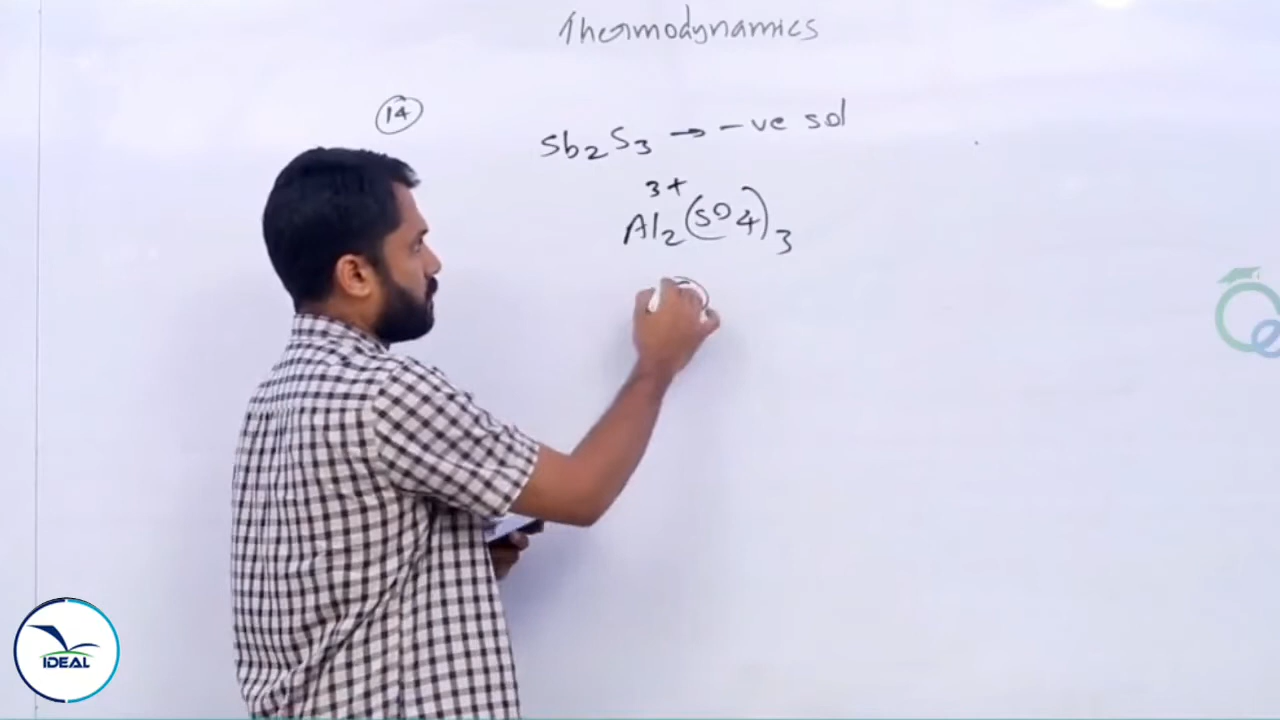 Thermodynamics
14
Sb2S3 → -ve sol
3+
Al2(SO4)3
IDEAL